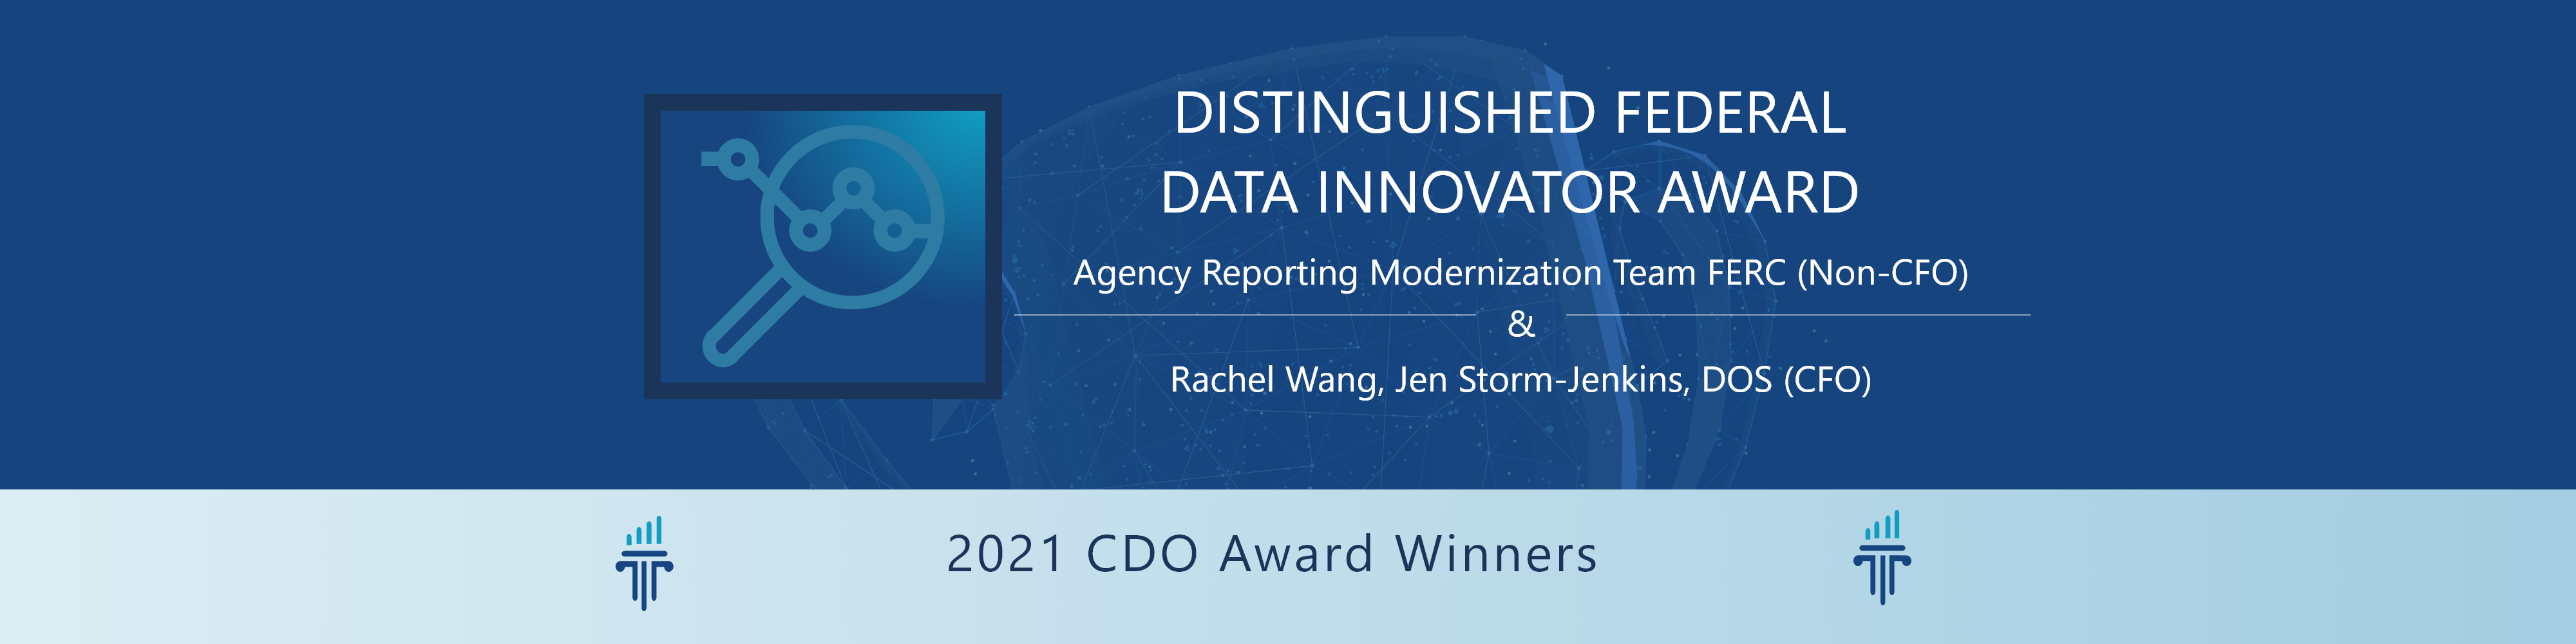 DISTINGUISHED FEDERAL
DATA INNOVATOR AWARD
Agency Reporting Modernization Team FERC (Non-CFO)
&
Rachel Wang, Jen Storm-Jenkins, DOS (CFO)
2021 CDO Award Winners